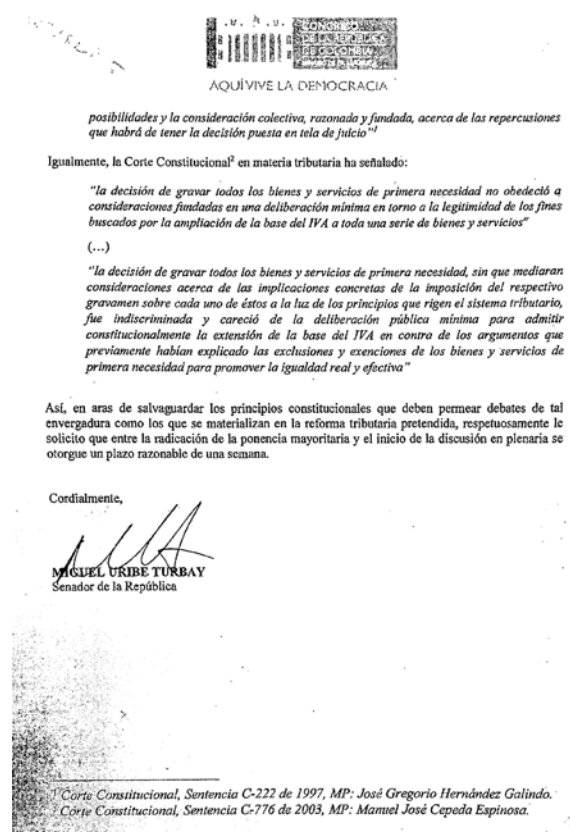 CONGRESO
DE LA REPÚBLICA
DE COLOMBIA
AQUÍ VIVE LA DEMOCRACIA
posibilidades y la consideración colectiva, razonada y fundada, acerca de las repercusiones
que habrá de tener la decisión puesta en tela de juicio"1
Igualmente, la Corte Constitucional2 en materia tributaria ha señalado:
"la decisión de gravar todos los bienes y servicios de primera necesidad no obedeció a
consideraciones fundadas en una deliberación mínima en torno a la legitimidad de los fines
buscados por la ampliación de la base del IVA a toda una serie de bienes y servicios"
(...)
"la decisión de gravar todos los bienes y servicios de primera necesidad, sin que mediaran
consideraciones acerca de las implicaciones concretas de la imposición del respectivo
gravamen sobre cada uno de éstos a la luz de los principios que rigen el sistema tributario,
fue indiscriminada y careció de la deliberación pública mínima para admitir
constitucionalmente la extensión de la base del IVA en contra de los argumentos que
previamente habían explicado las exclusiones y exenciones de los bienes y servicios de
primera necesidad para promover la igualdad real y efectiva"
Así, en aras de salvaguardar los principios constitucionales que deben permear debates de tal
envergadura como los que se materializan en la reforma tributaria pretendida, respetuosamente le
solicito que entre la radicación de la ponencia mayoritaria y el inicio de la discusión en plenaria se
otorgue un plazo razonable de una semana.
Cordialmente,
MIGUEL URIBE TURBAY
Senador de la República
1 Corte Constitucional, Sentencia C-222 de 1997, MP: José Gregorio Hernández Galindo.
Corte Constitucional, Sentencia C-776 de 2003, MP: Manuel José Cepeda Espinosa.